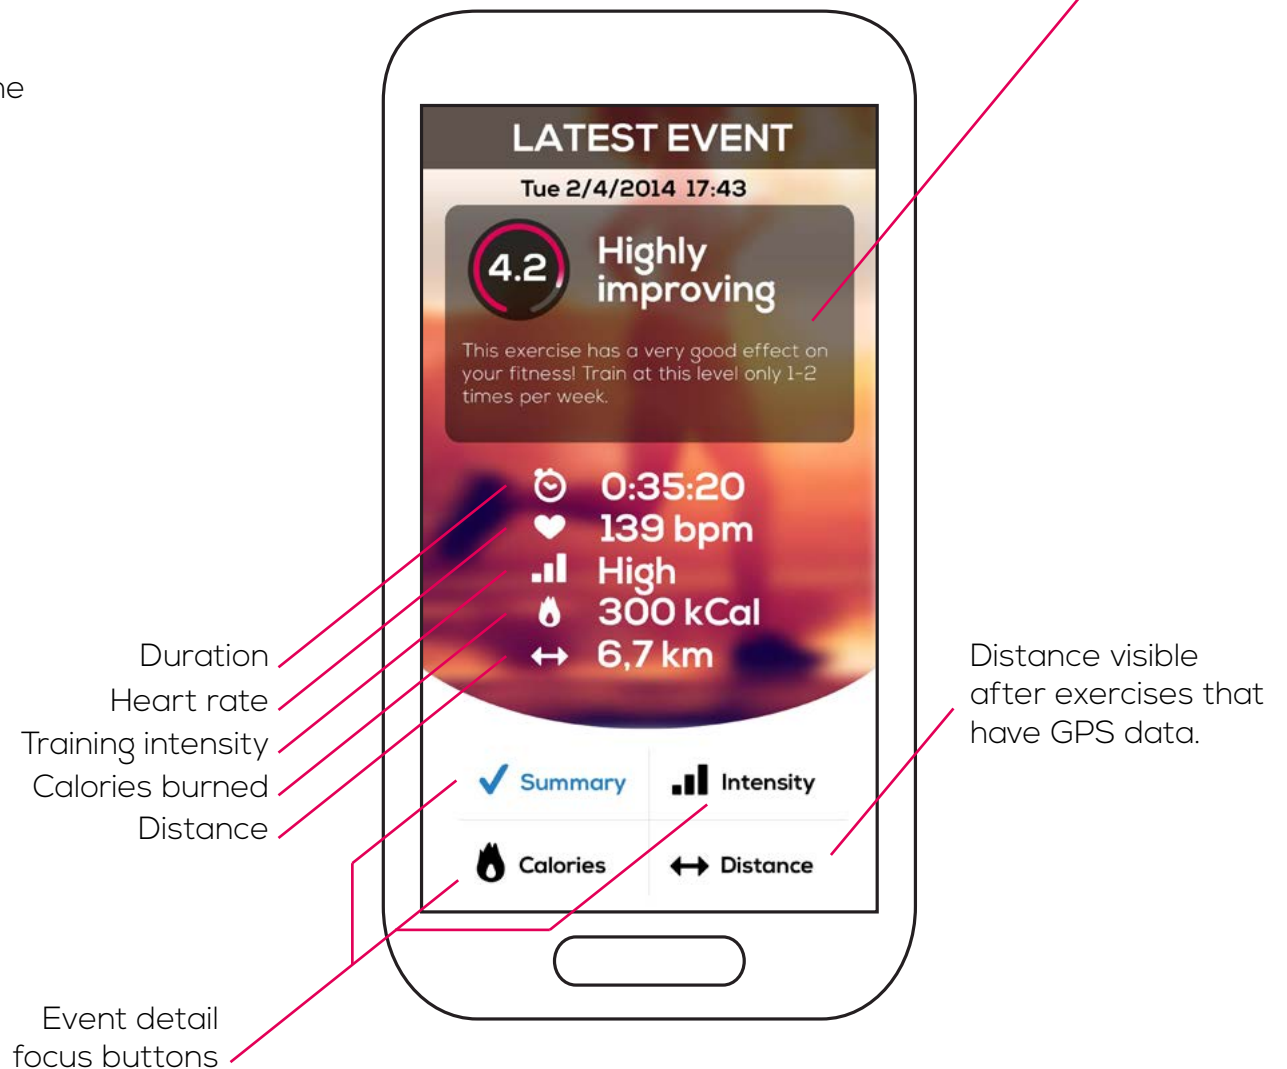 LATEST EVENT
Tue 2/4/2014 17:43
4.2
Highly
improving
This exercise has a very good effect on
your fitness! Train at this level only 1-2
times per week.
0:35:20
139 bpm
High
300 kCal
6,7 km
Duration
Heart rate
Training intensity
Calories burned
Distance
Distance visible
after exercises that
have GPS data.
Summary
Intensity
Calories
Distance
Event detail
focus buttons